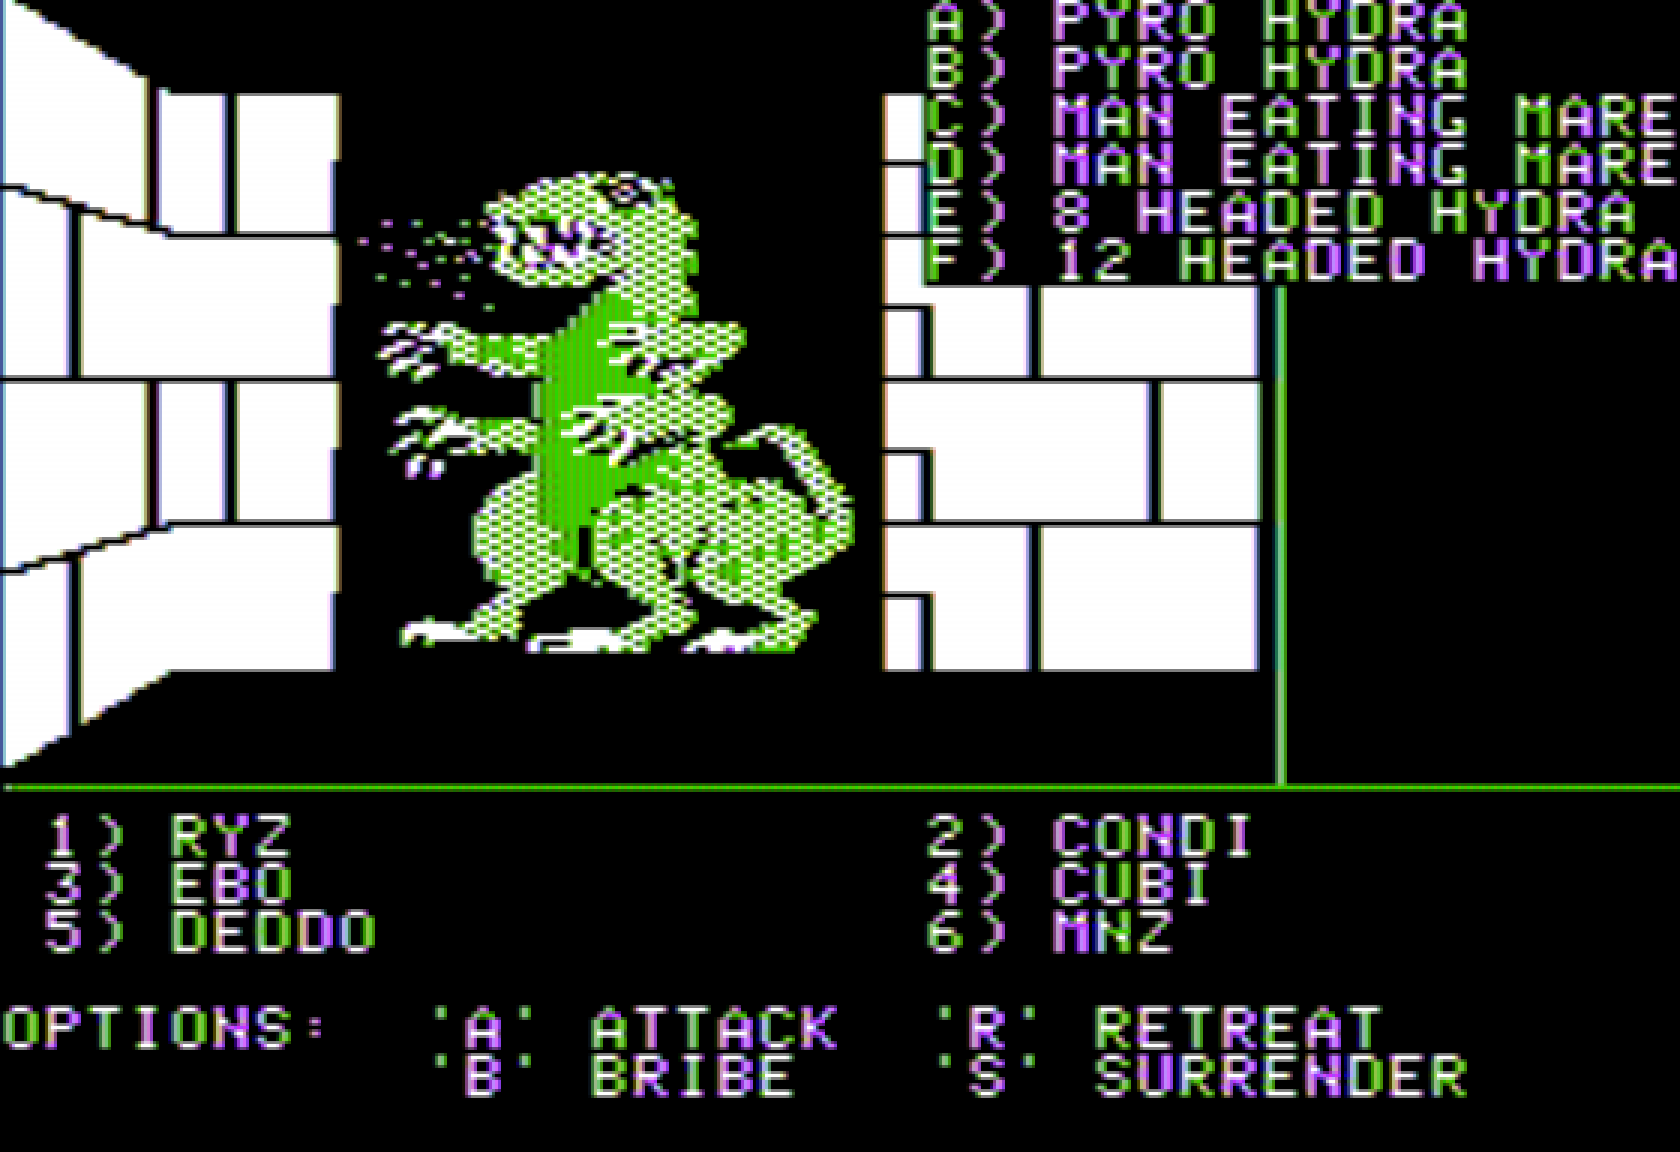 A) PYRO HYDRA
B) PYRO HYDRA
C) MAN EATING MARE
D) MAN EATING MARE
E) 8 HEADED HYDRA
F) 12 HEADED HYDRA
1) RYZ 2) CONDI
3) EBO 4) CUBI
5) DEDDO 6) MNZ
OPTIONS: 'A' ATTACK 'R' RETREAT
'B' BRIBE 'S' SURRENDER